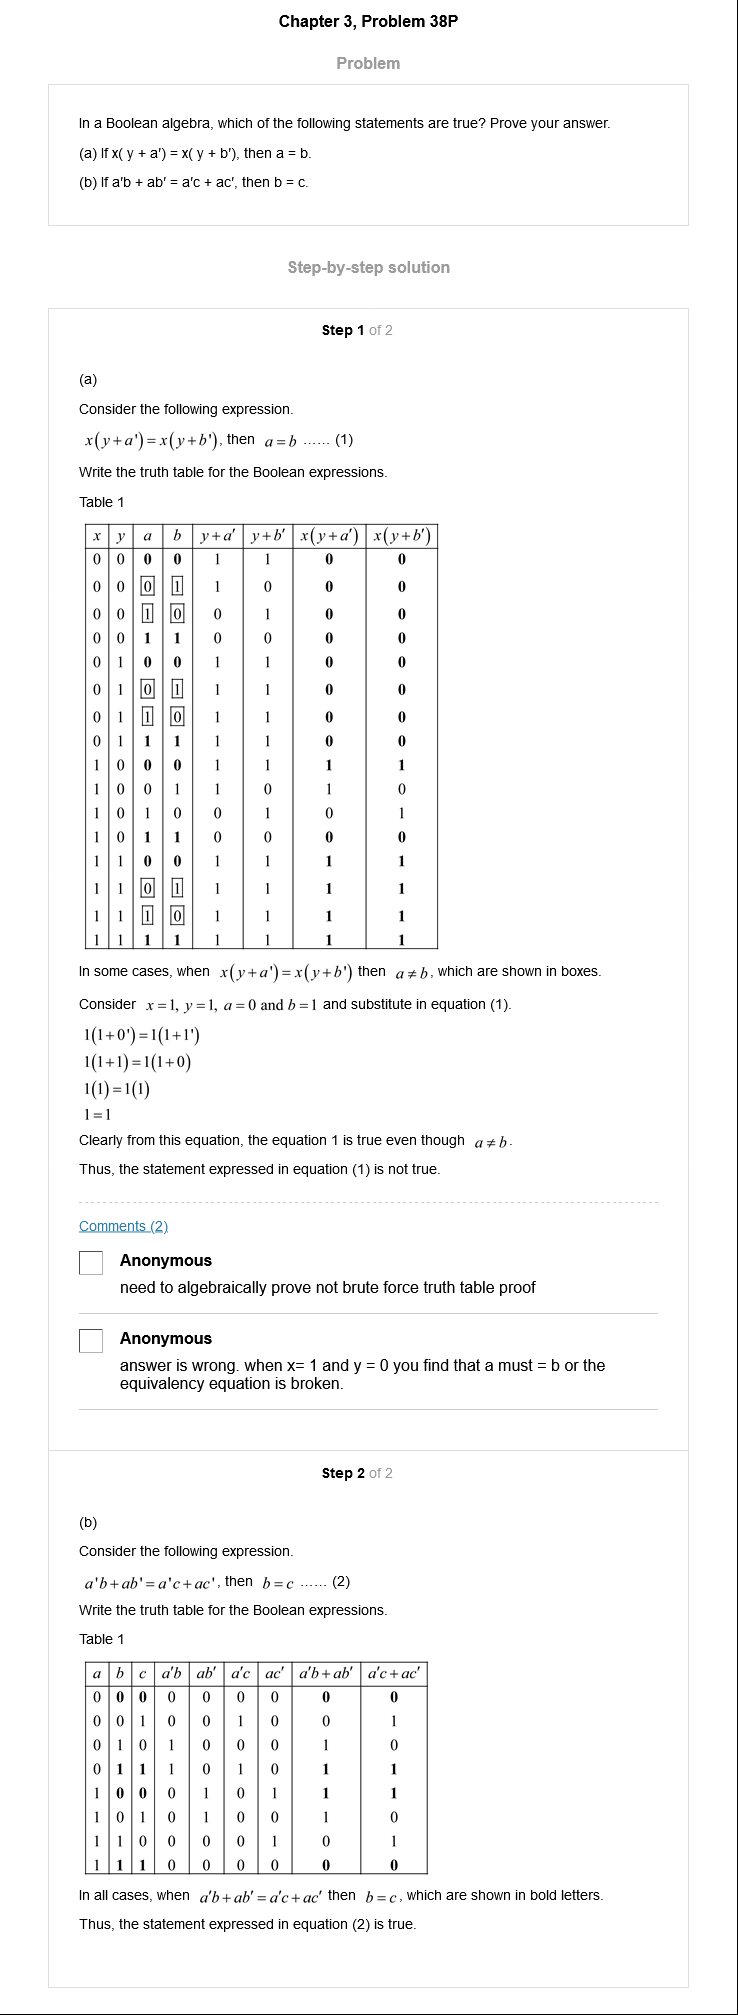 Chapter 3, Problem 38P
Problem
In a Boolean algebra, which of the following statements are true? Prove your answer.
(a) If x( y + a′) = x( y + b′), then a = b.
(b) If a′b + ab′ = a′c + ac′, then b = c.
Step-by-step solution
Step 1 of 2
(a)
Consider the following expression.
x(y+a')=x(y+b'), then a=b ...... (1)
Write the truth table for the Boolean expressions.
Table 1
x y a b y+a′ y+b′ x(y+a′) x(y+b′)
0 0 0 0 1 1 0 0
0 0 0 1 1 0 0 0
0 0 1 0 0 1 0 0
0 0 1 1 0 0 0 0
0 1 0 0 1 1 0 0
0 1 0 1 1 1 0 0
0 1 1 0 1 1 0 0
0 1 1 1 1 1 0 0
1 0 0 0 1 1 1 1
1 0 0 1 1 0 1 0
1 0 1 0 0 1 0 1
1 0 1 1 0 0 0 0
1 1 0 0 1 1 1 1
1 1 0 1 1 1 1 1
1 1 1 0 1 1 1 1
1 1 1 1 1 1 1 1
In some cases, when x(y+a')=x(y+b') then a≠b, which are shown in boxes.
Consider x=1, y=1, a=0 and b=1 and substitute in equation (1).
1(1+0')=1(1+1')
1(1+1)=1(1+0)
1(1)=1(1)
1=1
Clearly from this equation, the equation 1 is true even though a≠b.
Thus, the statement expressed in equation (1) is not true.
Comments (2)
Anonymous
need to algebraically prove not brute force truth table proof
Anonymous
answer is wrong. when x= 1 and y = 0 you find that a must = b or the
equivalency equation is broken.
Step 2 of 2
(b)
Consider the following expression.
a'b+ab'=a'c+ac', then b=c ...... (2)
Write the truth table for the Boolean expressions.
Table 1
a b c a′b ab′ a′c ac′ a′b+ab′ a′c+ac′
0 0 0 0 0 0 0 0 0
0 0 1 0 0 1 0 0 1
0 1 0 1 0 0 0 1 0
0 1 1 1 0 1 0 1 1
1 0 0 0 1 0 1 1 1
1 0 1 0 1 0 0 1 0
1 1 0 0 0 0 1 0 1
1 1 1 0 0 0 0 0 0
In all cases, when a′b+ab′=a′c+ac′ then b=c, which are shown in bold letters.
Thus, the statement expressed in equation (2) is true.